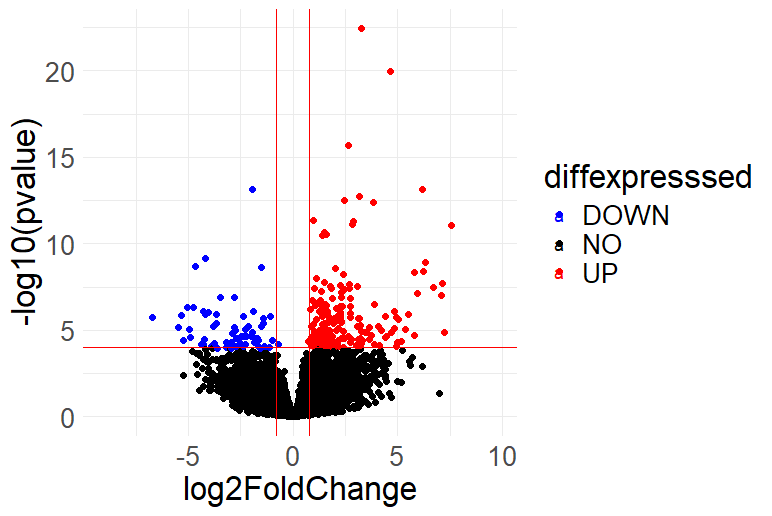 -log10(pvalue)
20
15
10
5
0
-5 0 5 10
log2FoldChange
diffexpresssed
a DOWN
a NO
a UP